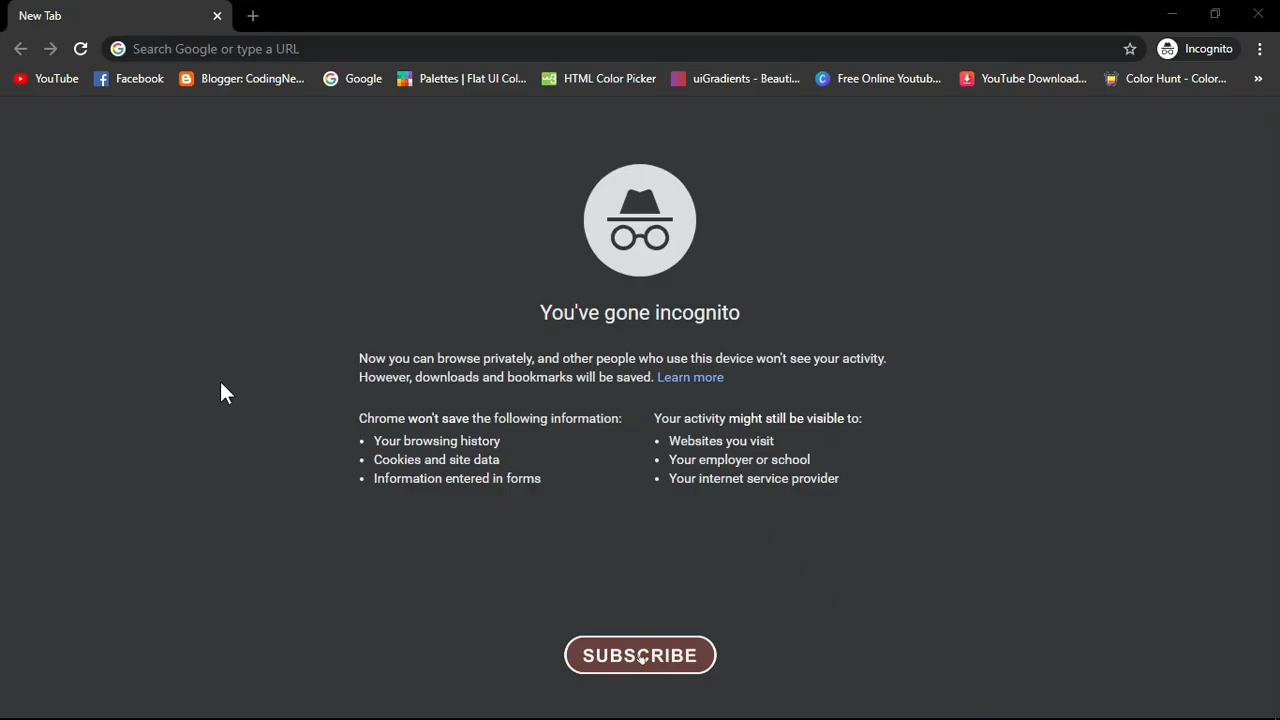 New Tab
Search Google or type a URL
Incognito
YouTube Facebook Blogger: CodingNe... Google Palettes | Flat UI Col... HTML Color Picker uiGradients - Beauti... Free Online Youtub... YouTube Download... Color Hunt - Color... »
You've gone incognito
Now you can browse privately, and other people who use this device won't see your activity.
However, downloads and bookmarks will be saved. Learn more
Chrome won't save the following information:
• Your browsing history
• Cookies and site data
• Information entered in forms
Your activity might still be visible to:
• Websites you visit
• Your employer or school
• Your internet service provider
SUBSCRIBE